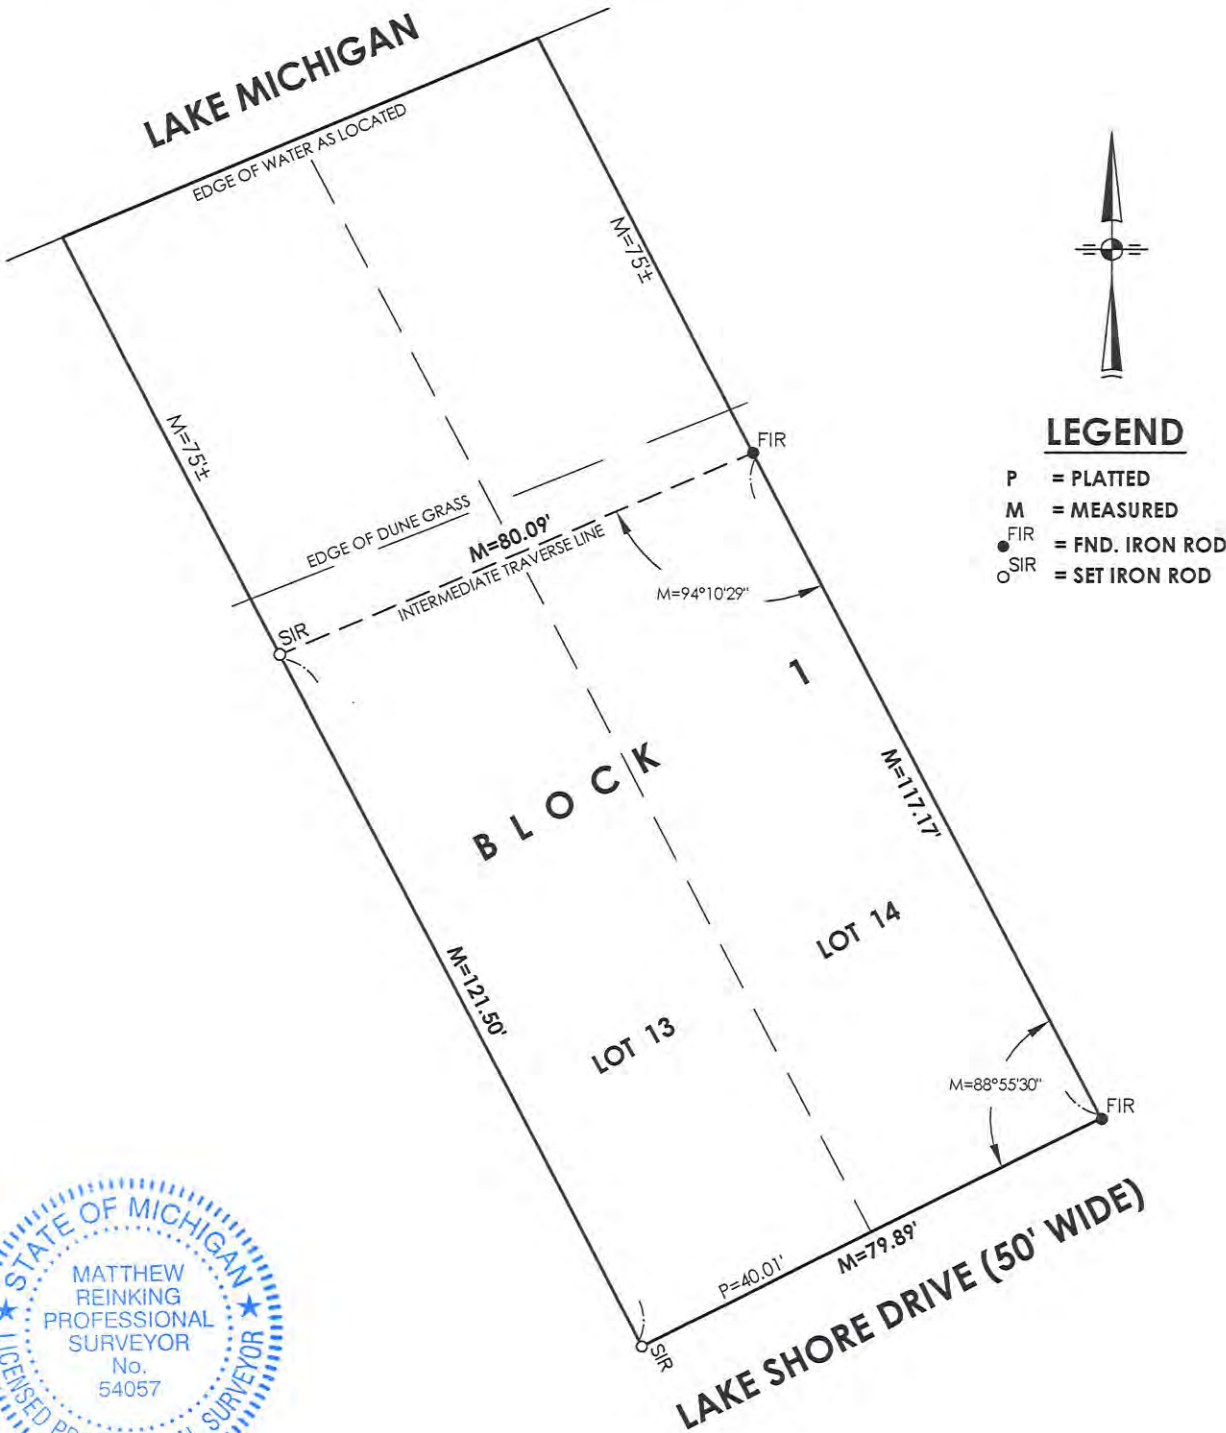 LAKE MICHIGAN
EDGE OF WATER AS LOCATED
M=75'±
M=75'±
FIR
EDGE OF DUNE GRASS
M=80.09'
INTERMEDIATE TRAVERSE LINE
M=94°10'29"
SIR
BLOCK 1
M=117.17'
LOT 14
M=121.50'
LOT 13
M=88°55'30"
FIR
P=40.01'
M=79.89'
SIR
LAKE SHORE DRIVE (50' WIDE)
LEGEND
P = PLATTED
M = MEASURED
FIR = FND. IRON ROD
SIR = SET IRON ROD
STATE OF MICHIGAN
MATTHEW
REINKING
PROFESSIONAL
SURVEYOR
No.
54057
SURVEYOR